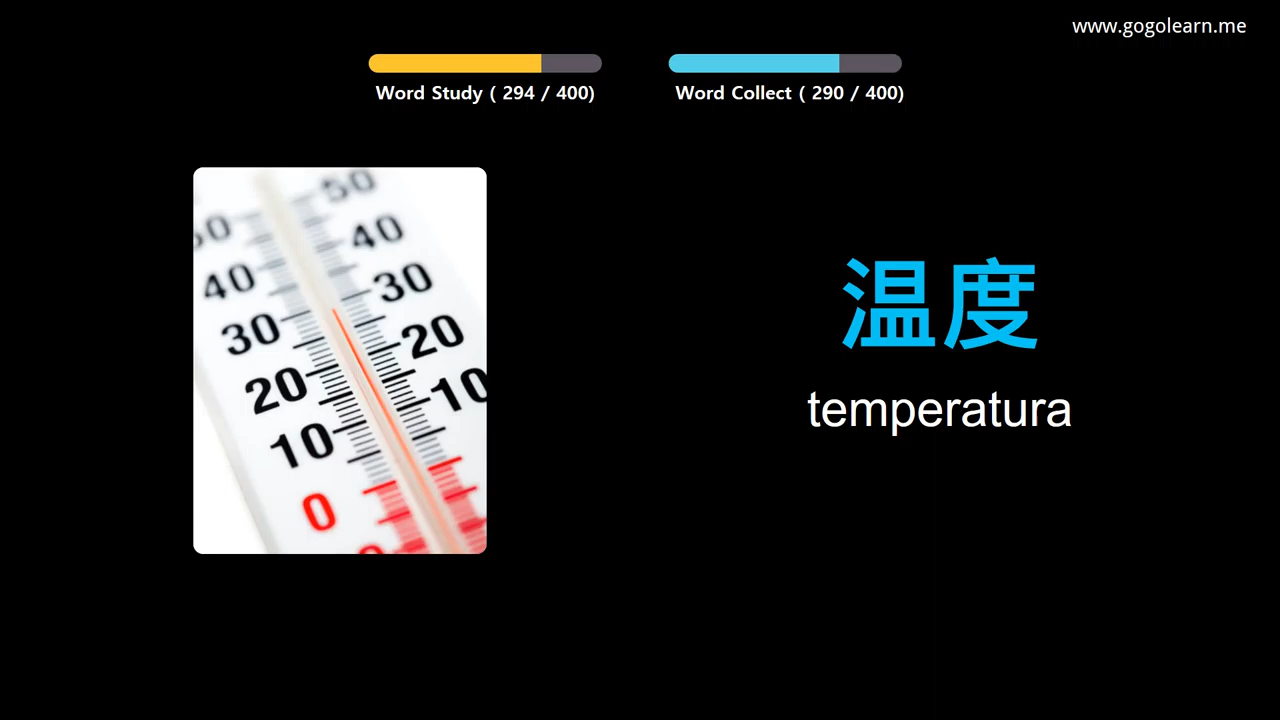 www.gogolearn.me
Word Study ( 294 / 400)
Word Collect ( 290 / 400)
50
50 40
40 30
30 20
20 10
10
0
温度
temperatura